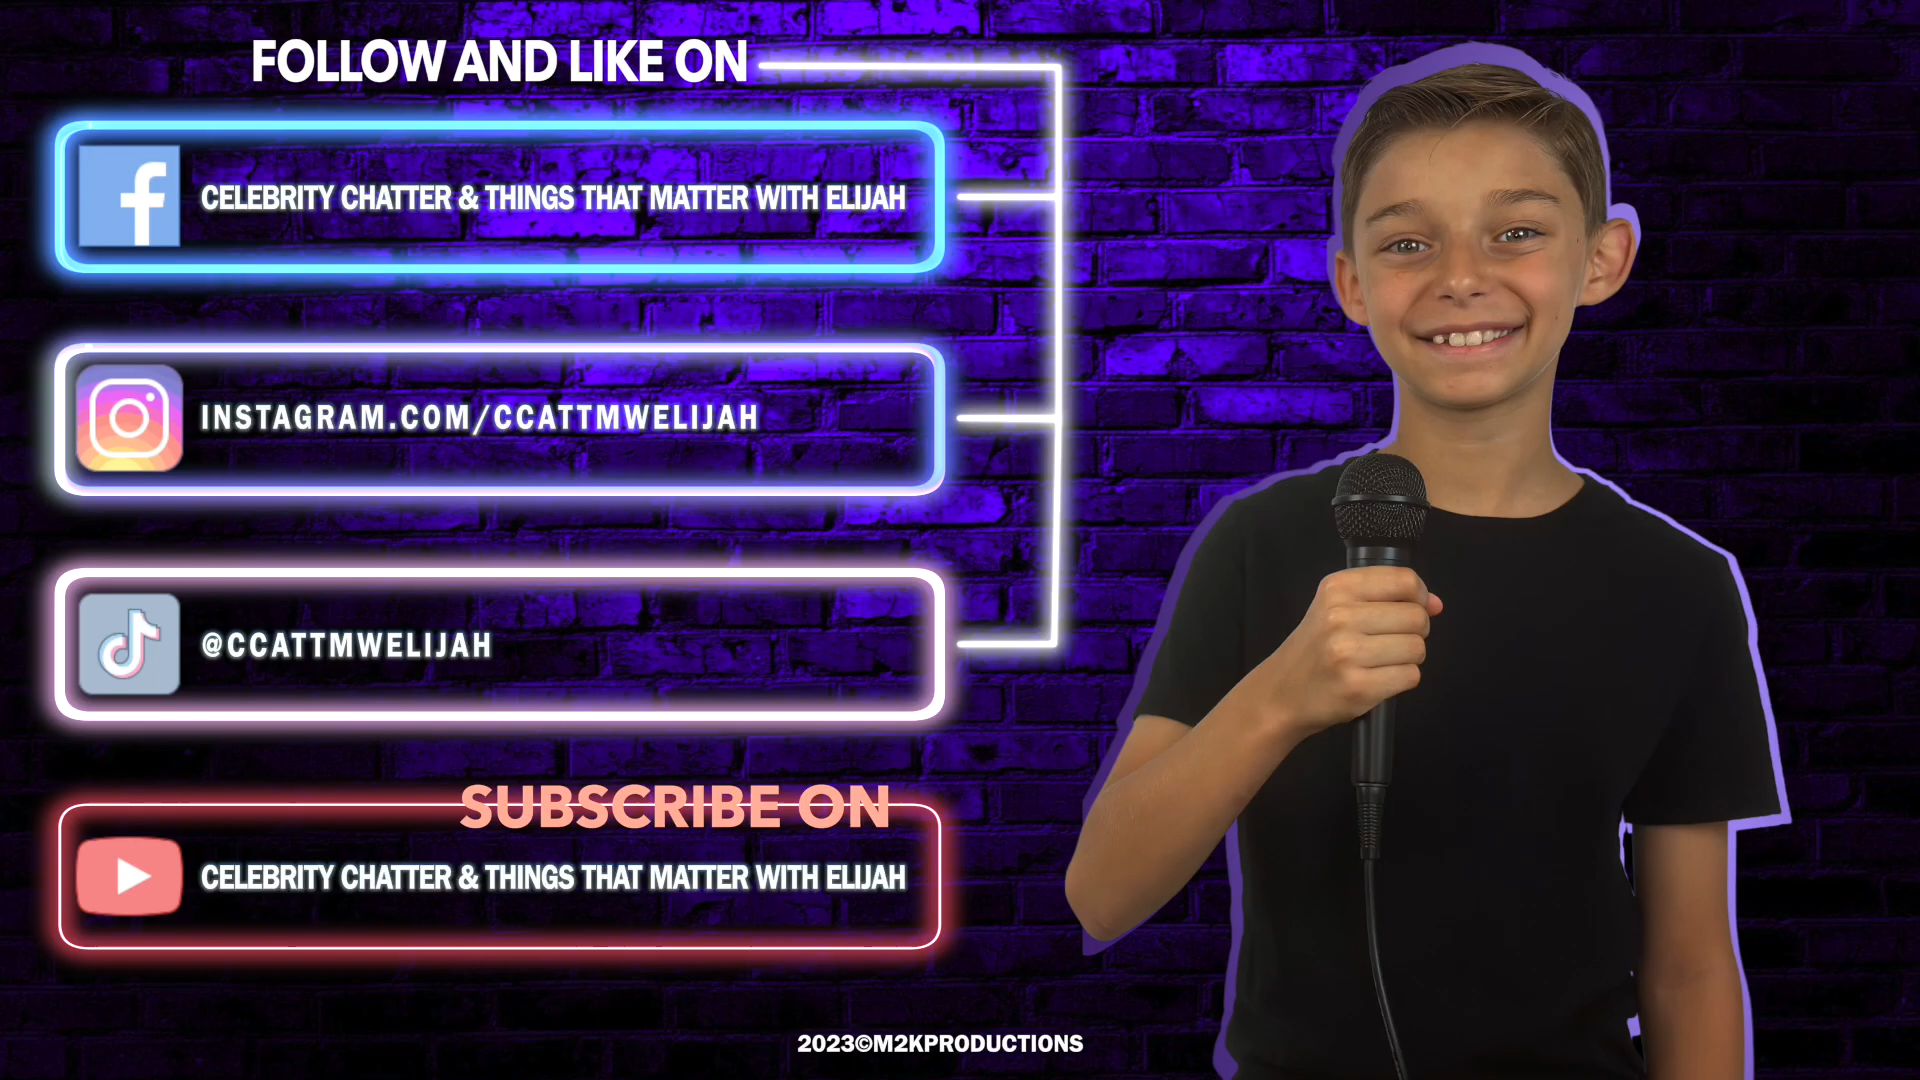 FOLLOW AND LIKE ON
CELEBRITY CHATTER & THINGS THAT MATTER WITH ELIJAH
INSTAGRAM.COM/CCATTMWELIJAH
@CCATTMWELIJAH
SUBSCRIBE ON
CELEBRITY CHATTER & THINGS THAT MATTER WITH ELIJAH
2023©M2KPRODUCTIONS